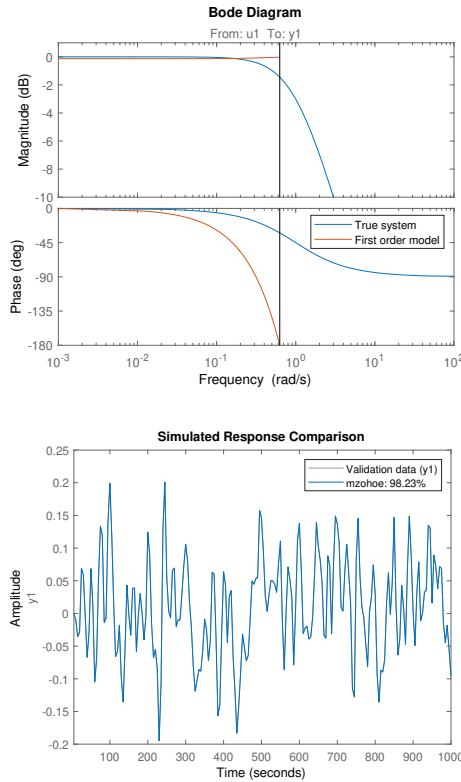 Bode Diagram
From: u1 To: y1
Magnitude (dB)
0
-2
-4
-6
-8
-10
Phase (deg)
0
-45
-90
-135
-180
True system
First order model
10^-3
10^-2
10^-1
10^0
10^1
10^2
Frequency (rad/s)
Simulated Response Comparison
Amplitude
y1
0.25
0.2
0.15
0.1
0.05
0
-0.05
-0.1
-0.15
-0.2
Validation data (y1)
mzohoe: 98.23%
100
200
300
400
500
600
700
800
900
1000
Time (seconds)